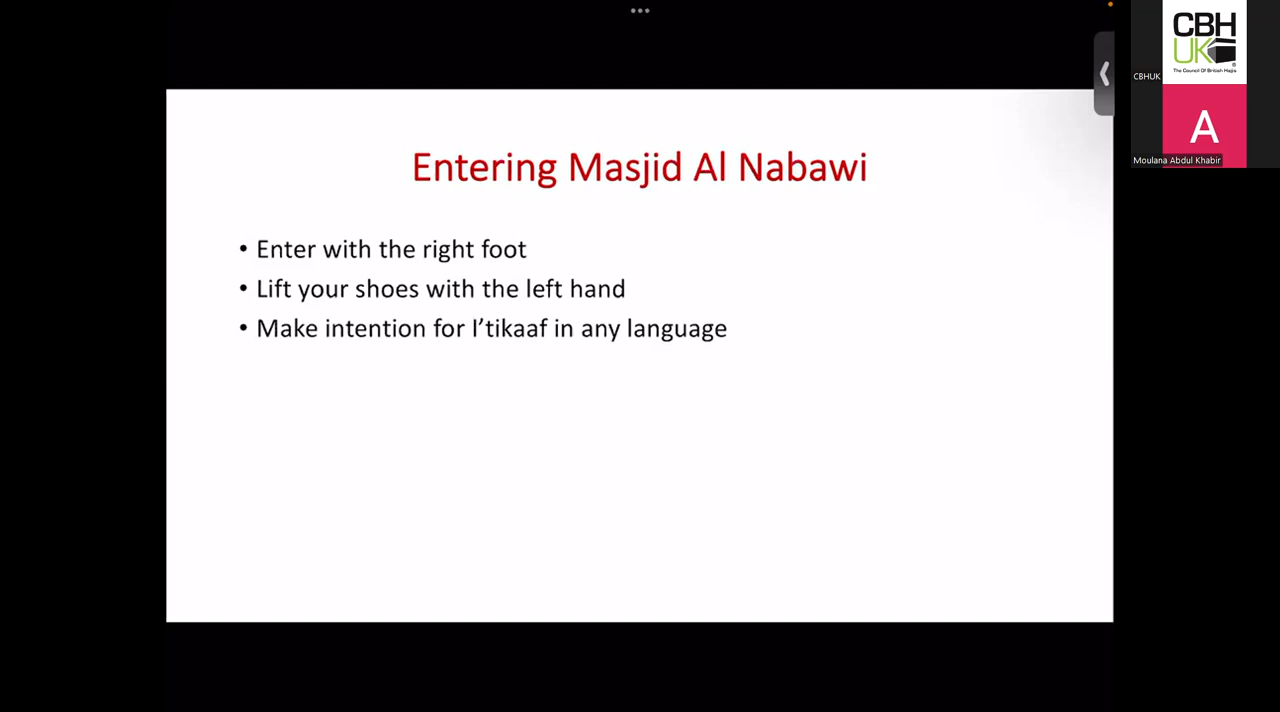 Entering Masjid Al Nabawi
• Enter with the right foot
• Lift your shoes with the left hand
• Make intention for I’tikaaf in any language
CBH
UK
The Council Of British Hajjis
CBHUK
A
Moulana Abdul Khabir